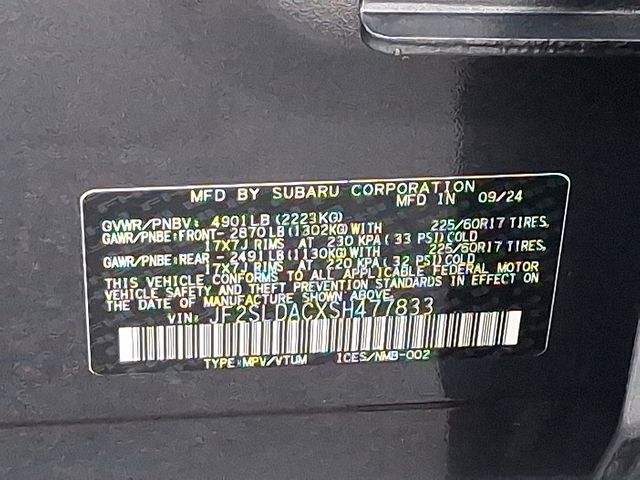 MFD BY SUBARU CORPORATION
MFD IN 09/24
GVWR/PNBV: 4901LB(2223KG)
GAWR/PNBE:FRONT- 2870LB(1302KG)WITH 225/60R17 TIRES,
17X7J RIMS AT 230 KPA( 33 PSI)COLD
GAWR/PNBE:REAR - 2491LB(1130KG)WITH 225/60R17 TIRES,
17X7J RIMS AT 220 KPA( 32 PSI)COLD
THIS VEHICLE CONFORMS TO ALL APPLICABLE FEDERAL MOTOR
VEHICLE SAFETY AND THEFT PREVENTION STANDARDS IN EFFECT ON
THE DATE OF MANUFACTURE SHOWN ABOVE.
VIN: JF2SLDACXSH477833
TYPE:MPV/VTUM ICES/NMB-002